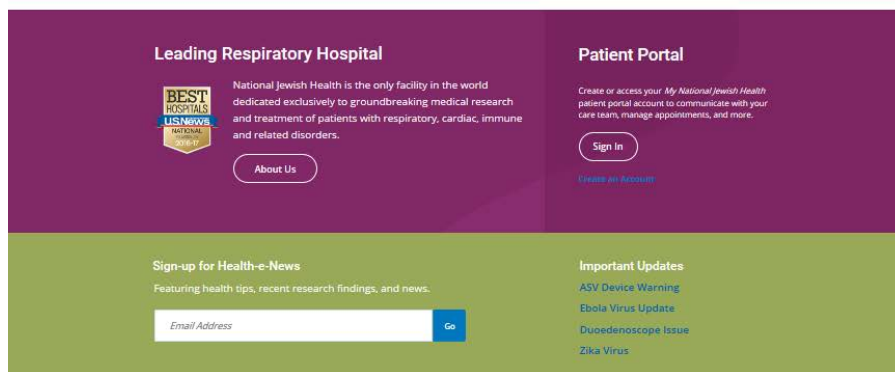 Leading Respiratory Hospital
BEST
HOSPITALS
U.S.News
NATIONAL
2016-17
National Jewish Health is the only facility in the world
dedicated exclusively to groundbreaking medical research
and treatment of patients with respiratory, cardiac, immune
and related disorders.
About Us
Patient Portal
Create or access your My National Jewish Health
patient portal account to communicate with your
care team, manage appointments, and more.
Sign In
Create an Account
Sign-up for Health-e-News
Featuring health tips, recent research findings, and news.
Email Address
Go
Important Updates
ASV Device Warning
Ebola Virus Update
Duoedenoscope Issue
Zika Virus